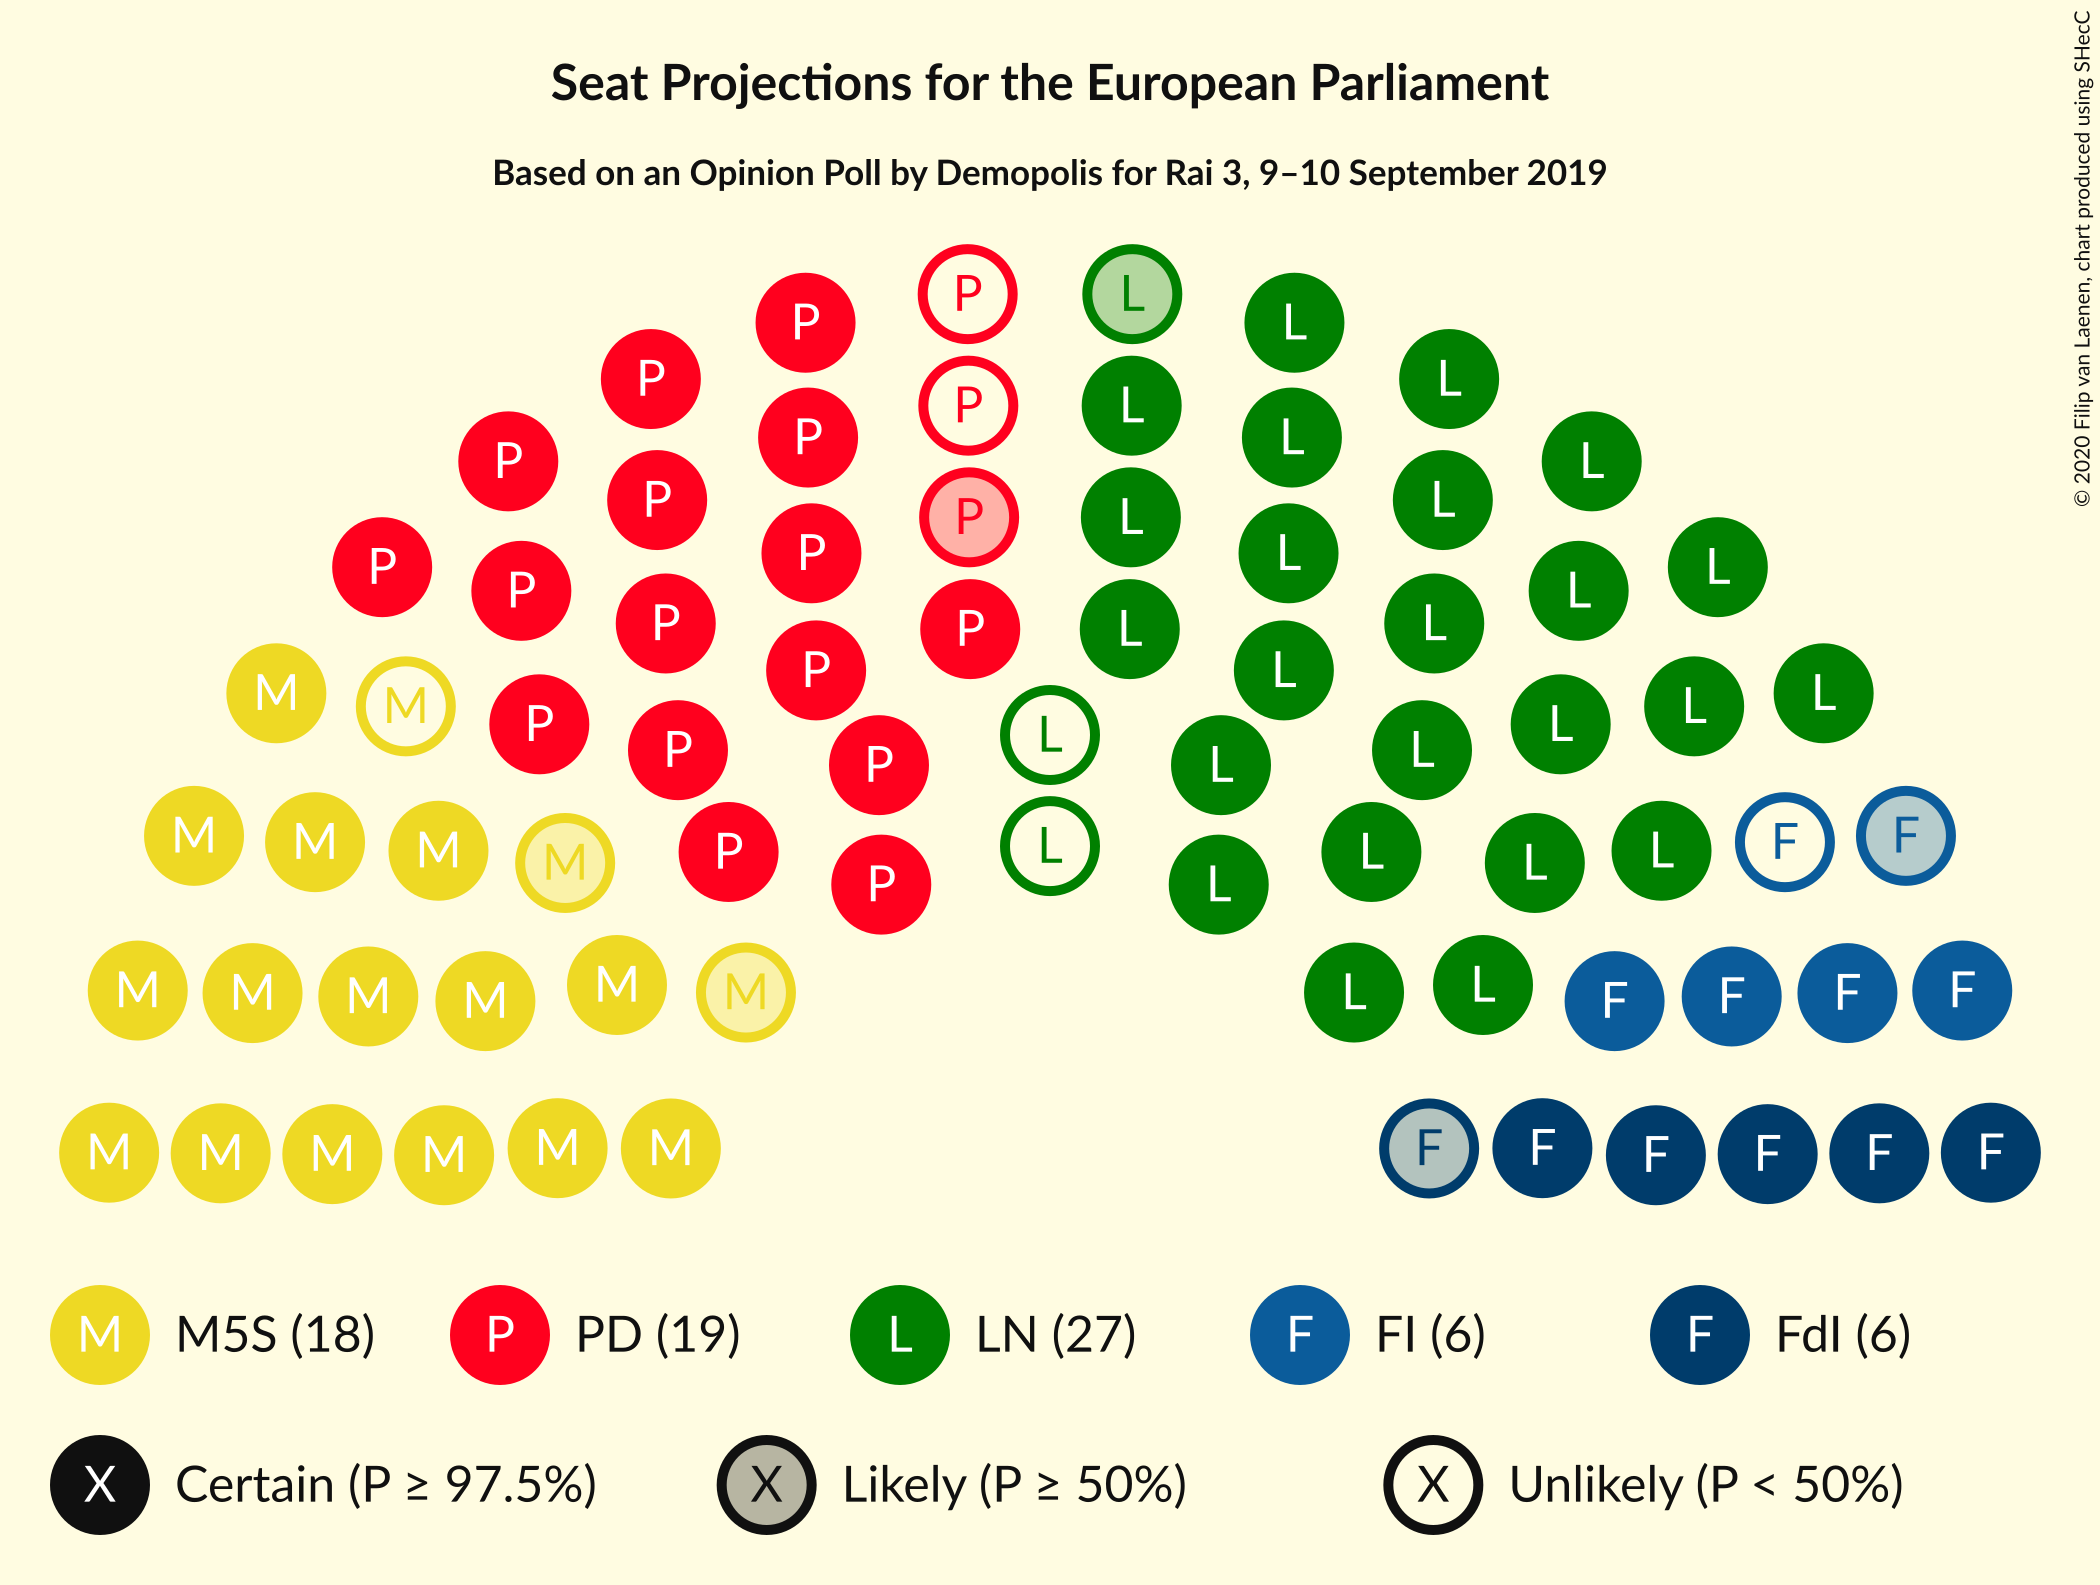 Seat Projections for the European Parliament
Based on an Opinion Poll by Demopolis for Rai 3, 9–10 September 2019
© 2020 Filip van Laenen, chart produced using SHecC
P L
P L
P L
P P L L
P L
P L
P L
P L
P L
P L
P L
P P L L
P L
P L
P L
M L
M L
P L
L
P L
P L
M F
M F
M P L L
M L
P L
M M M M P L F F F F
M M L L
M M M M F F F F
M M F F
M M5S (18) P PD (19) L LN (27) F FI (6) F FdI (6)
X Certain (P ≥ 97.5%) X Likely (P ≥ 50%) X Unlikely (P < 50%)